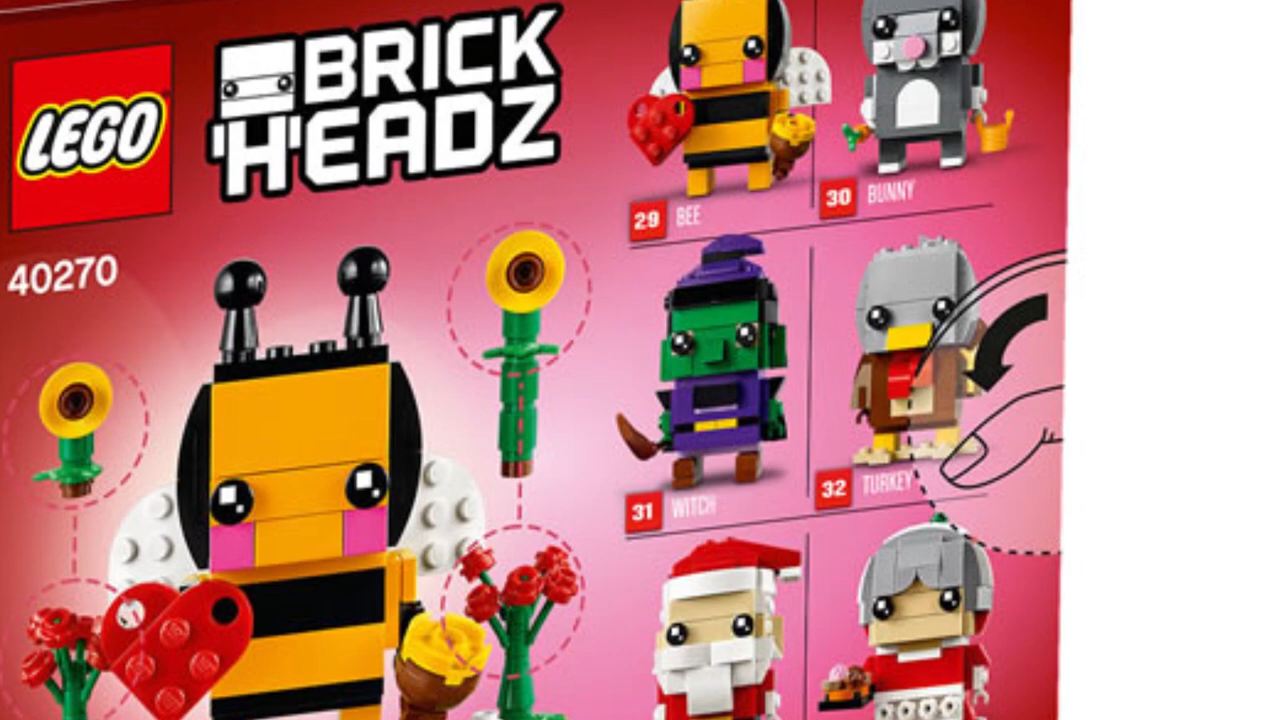 LEGO
BRICK
HEADZ
40270
29 BEE
30 BUNNY
31 WITCH
32 TURKEY